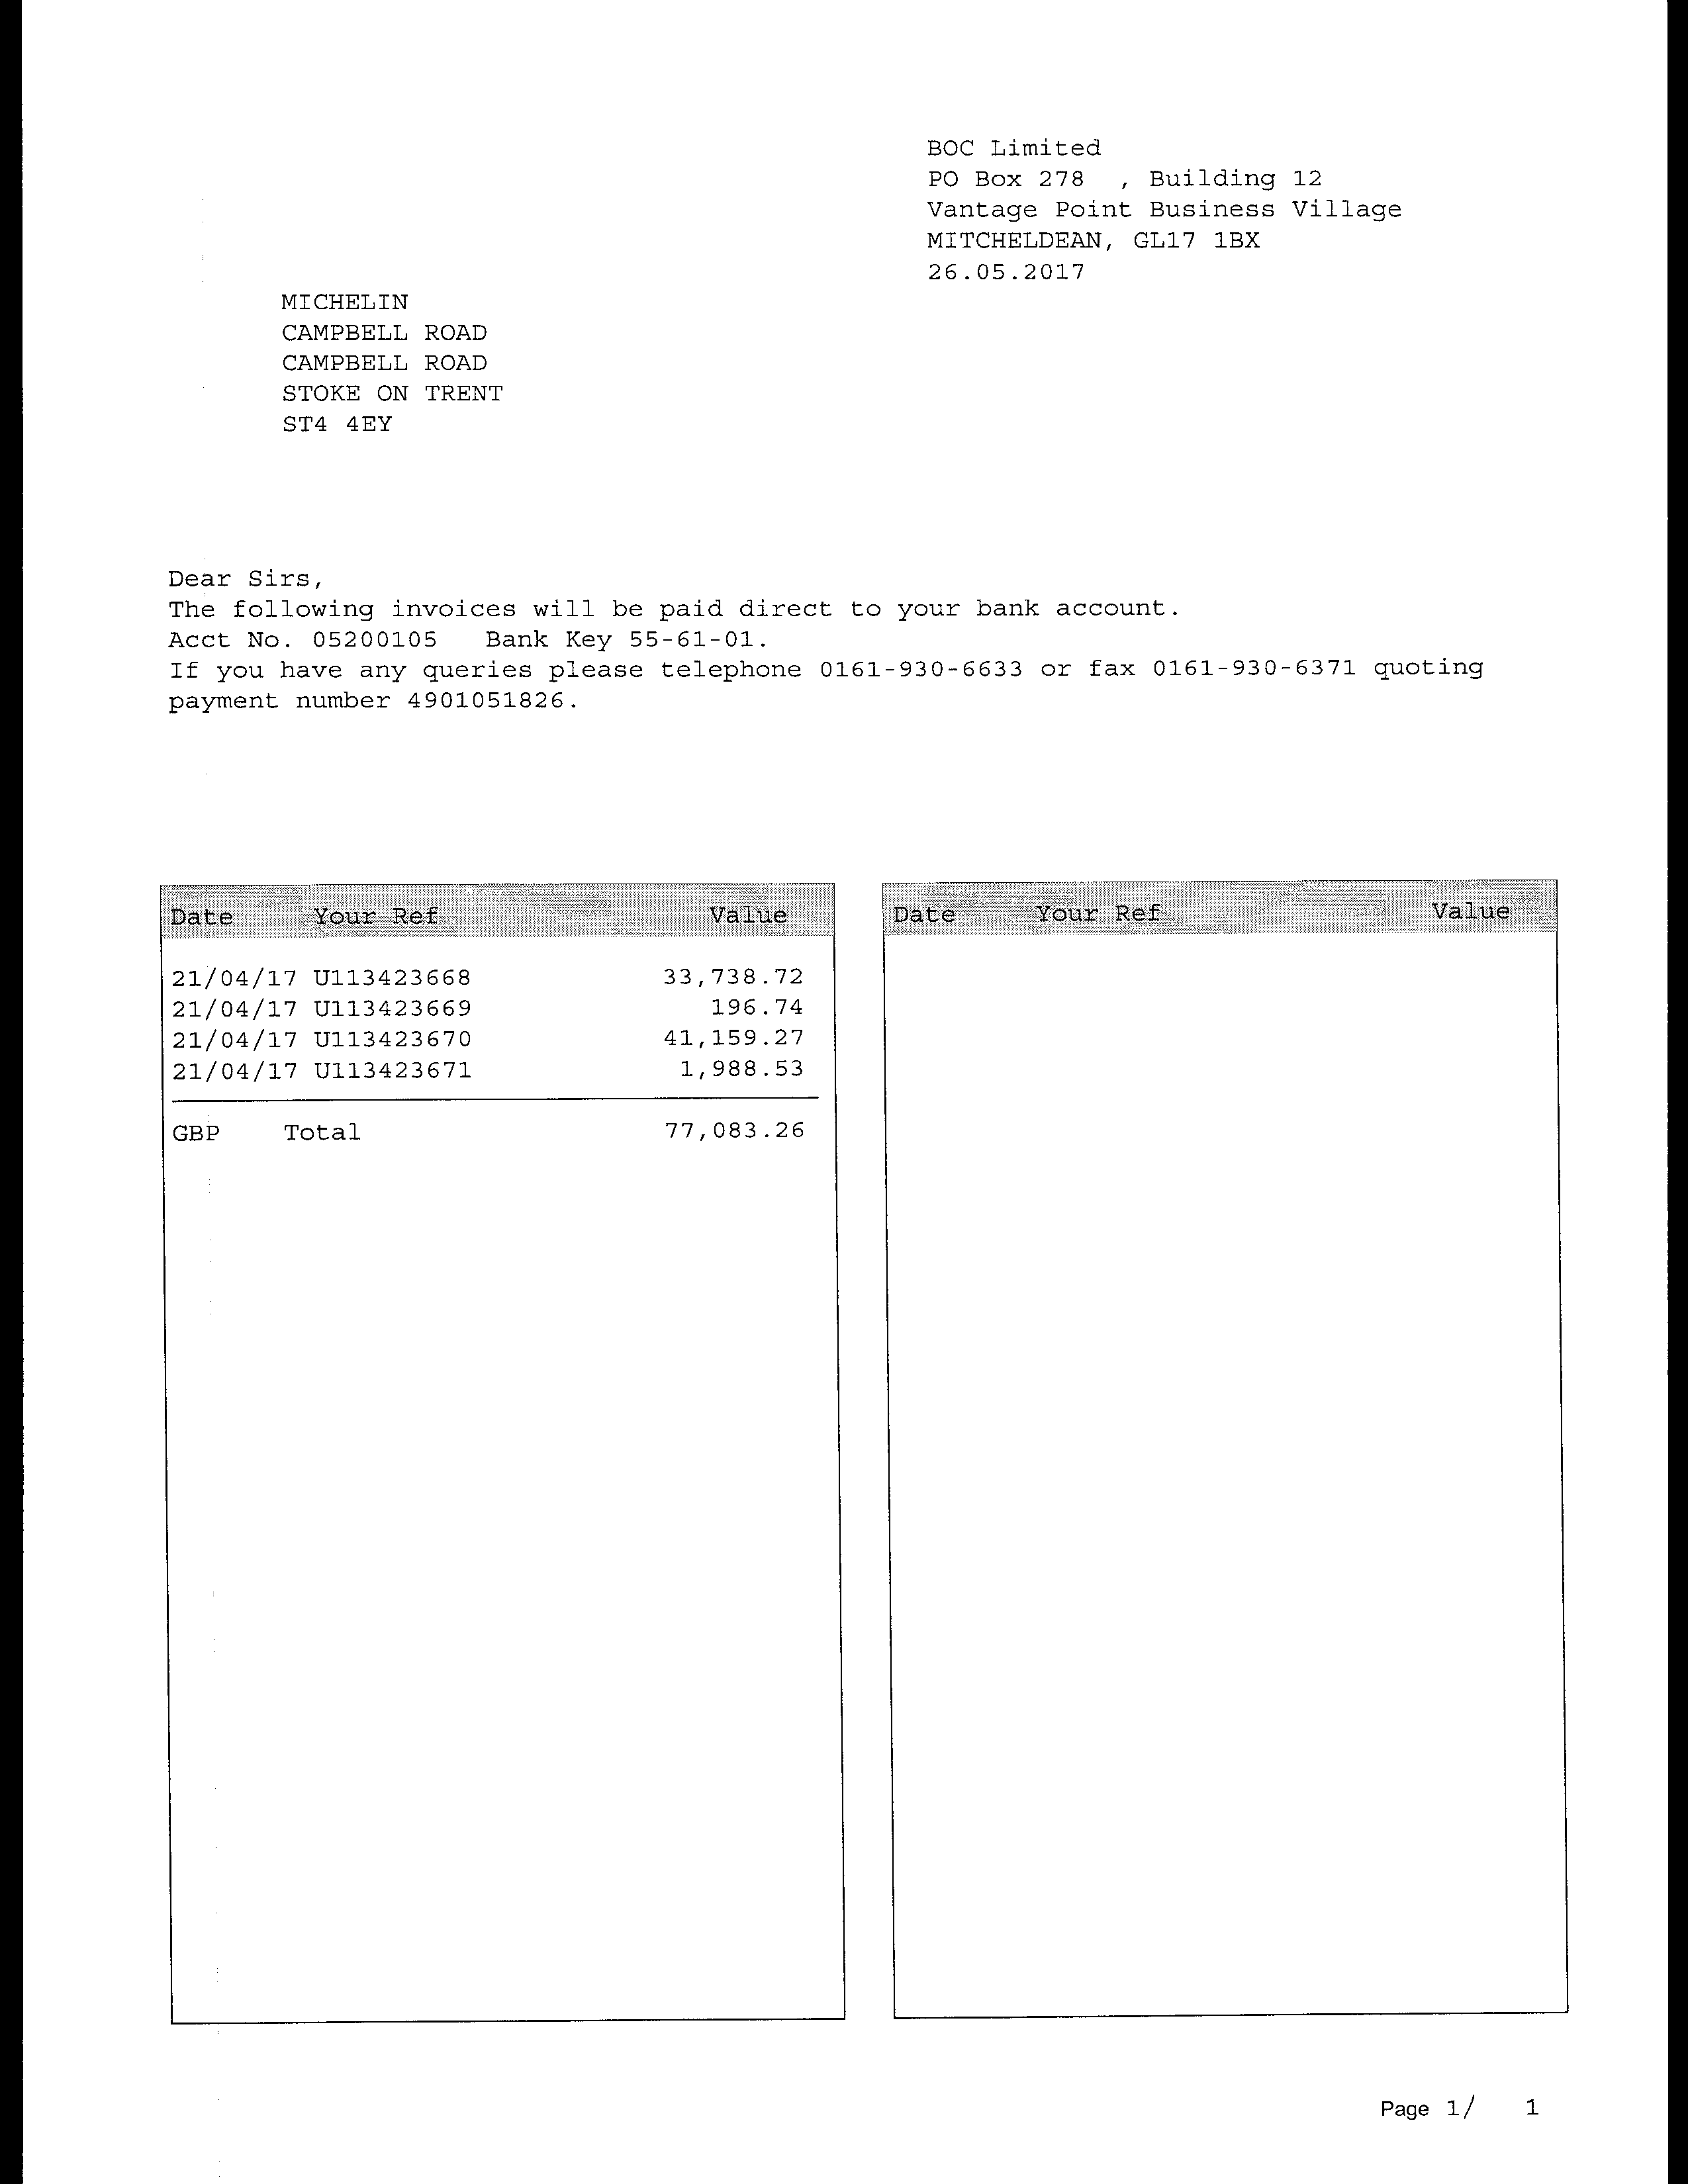 BOC Limited
PO Box 278 , Building 12
Vantage Point Business Village
MITCHELDEAN, GL17 1BX
26.05.2017
MICHELIN
CAMPBELL ROAD
CAMPBELL ROAD
STOKE ON TRENT
ST4 4EY
Dear Sirs,
The following invoices will be paid direct to your bank account.
Acct No. 05200105 Bank Key 55-61-01.
If you have any queries please telephone 0161-930-6633 or fax 0161-930-6371 quoting
payment number 4901051826.
Date Your Ref Value
21/04/17 U113423668 33,738.72
21/04/17 U113423669 196.74
21/04/17 U113423670 41,159.27
21/04/17 U113423671 1,988.53
GBP Total 77,083.26
Date Your Ref Value
Page 1/ 1